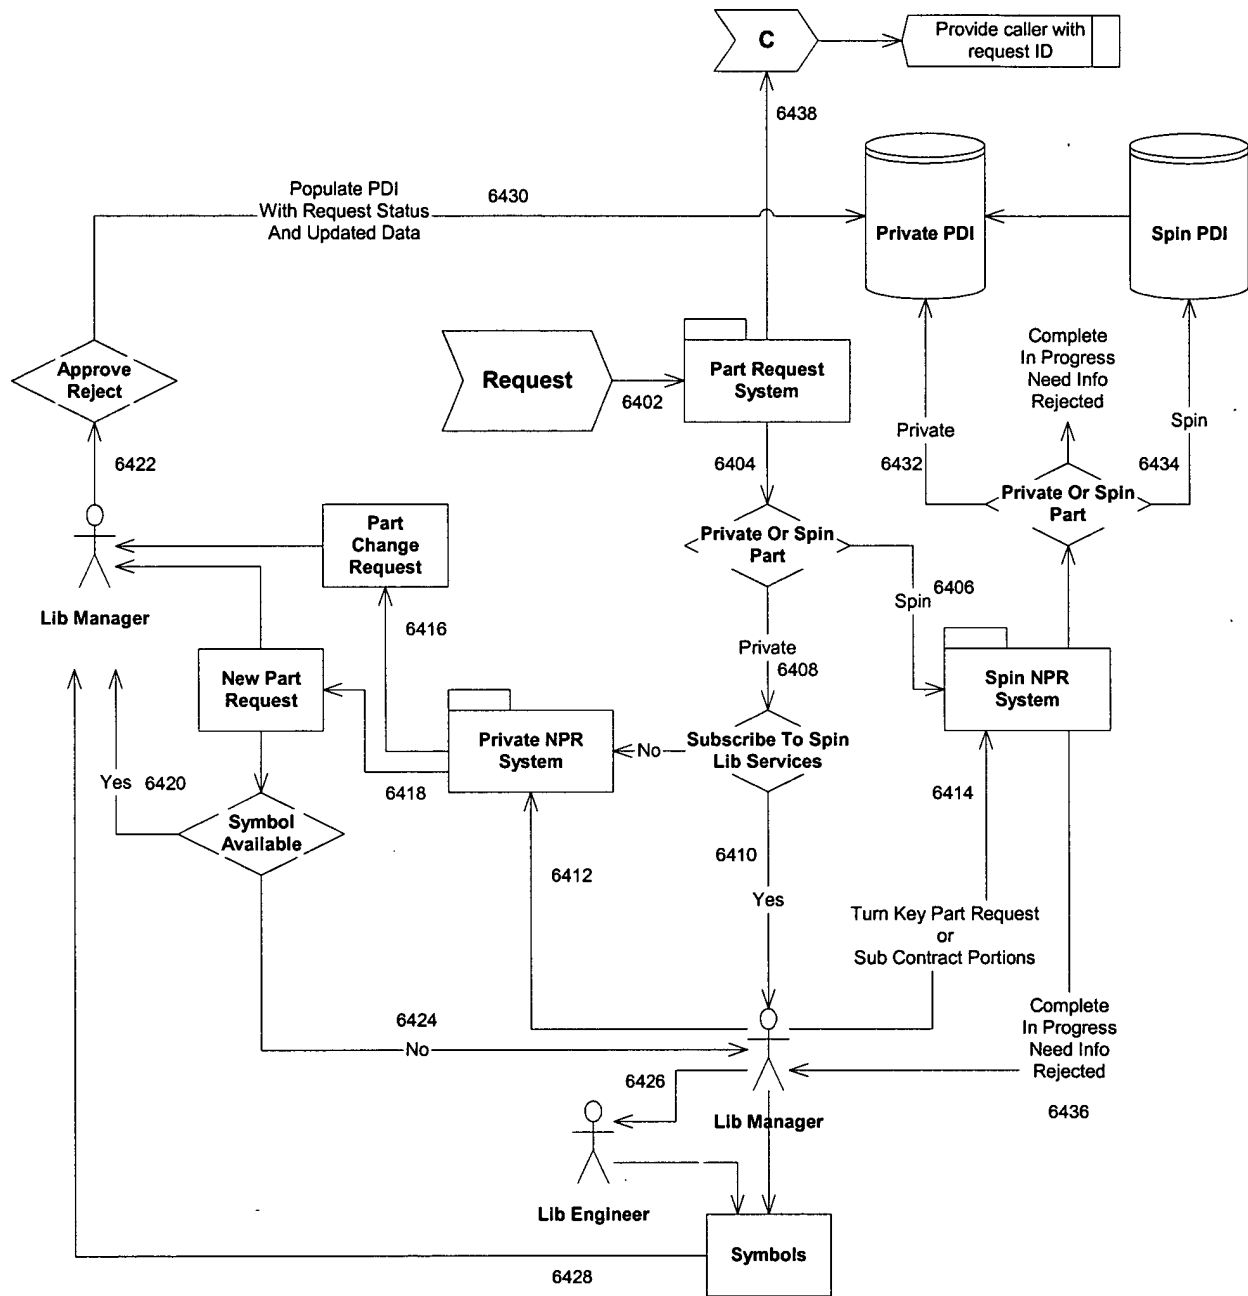 C
Provide caller with
request ID
6438
Populate PDI
With Request Status
And Updated Data
6430
Private PDI
Spin PDI
Approve
Reject
Request
6402
Part Request
System
Complete
In Progress
Need Info
Rejected
Private
6432
Spin
6434
6422
6404
Private Or Spin
Part
Part
Change
Request
Private Or Spin
Part
6406
Spin
Lib Manager
6416
Private
6408
New Part
Request
Spin NPR
System
Private NPR
System
No
Subscribe To Spin
Lib Services
Yes
6420
6418
6414
Symbol
Available
6412
6410
Yes
Turn Key Part Request
or
Sub Contract Portions
6424
No
Complete
In Progress
Need Info
Rejected
6426
6436
Lib Manager
Lib Engineer
Symbols
6428